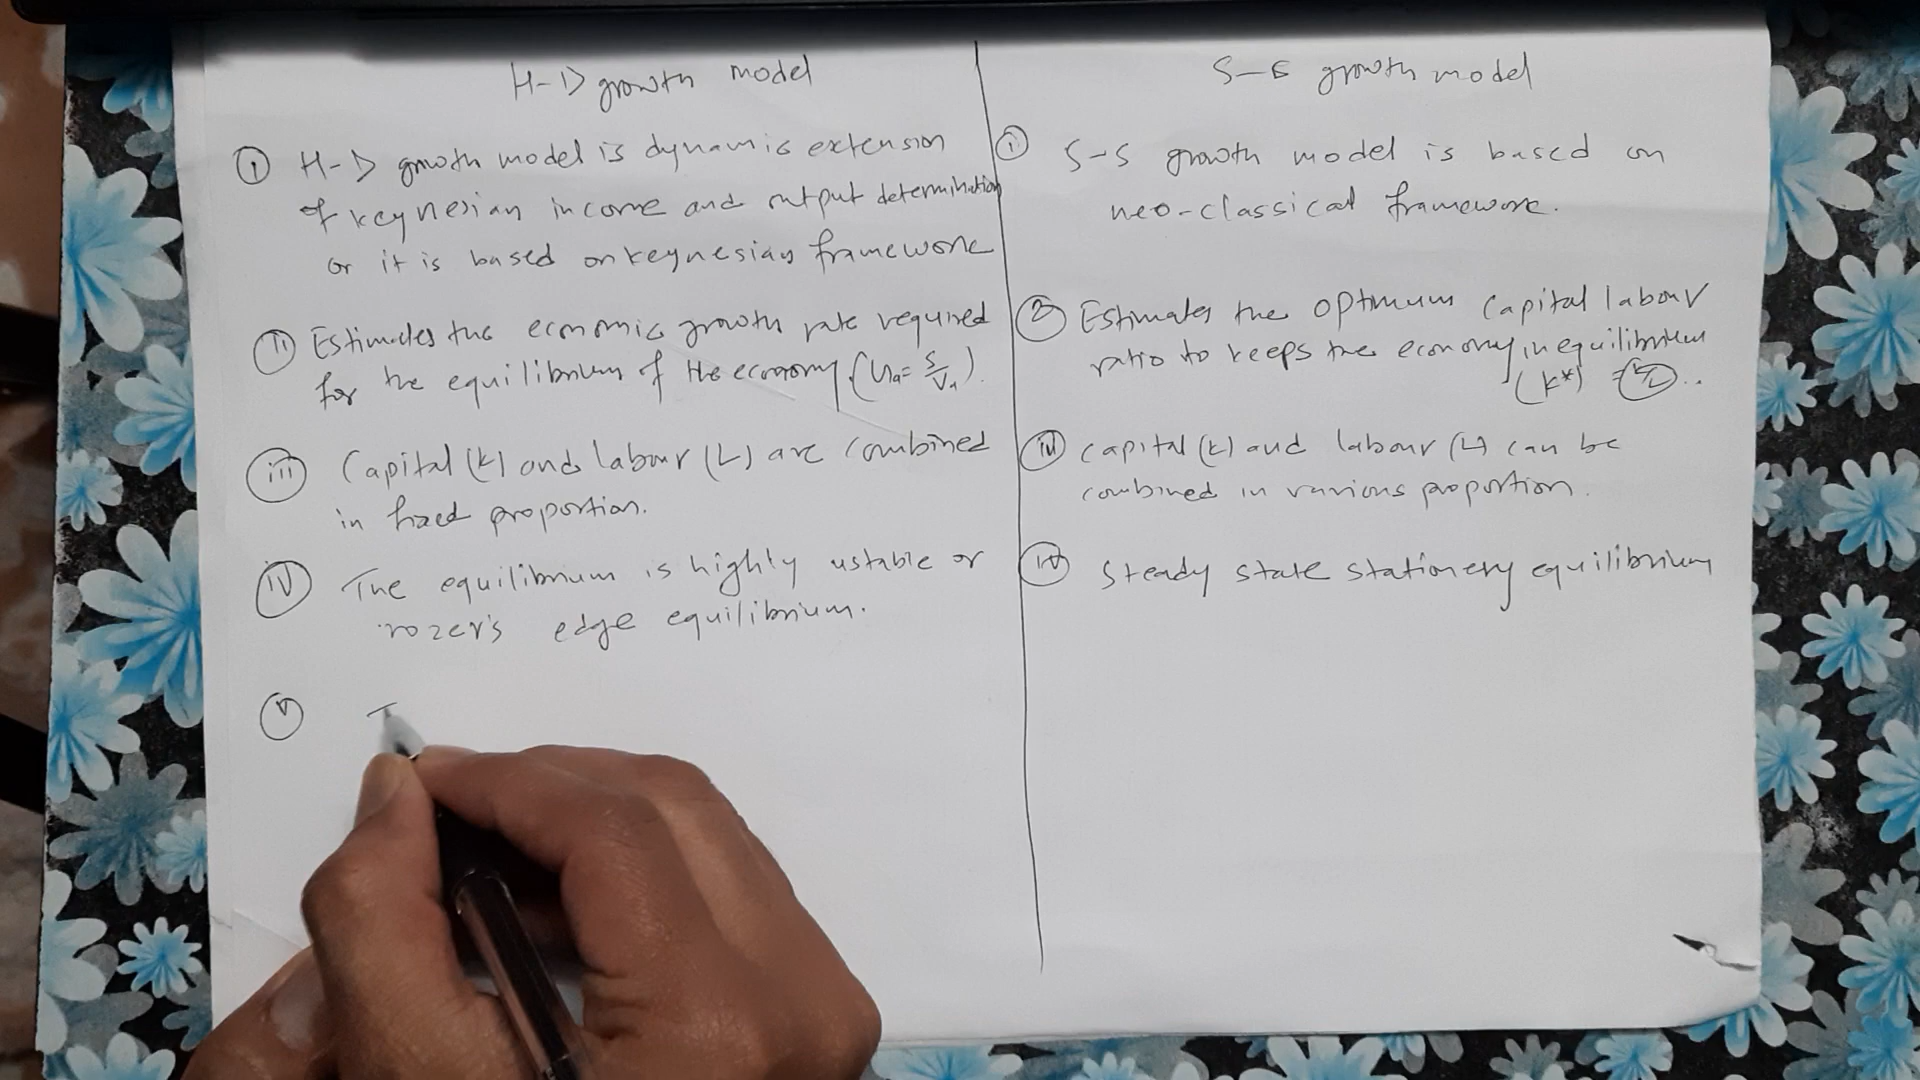 H-D growth model
① H-D growth model is dynamic extension
of keynesian income and output determination
or it is based on keynesian framework
ii Estimates the economic growth rate required
for the equilibrium of the economy (Ga = s/Va).
iii Capital (K) and labour (L) are combined
in fixed proportion.
iv The equilibrium is highly ustable or
rozer's edge equilibrium.
v T
S-S growth model
① S-S growth model is based on
neo-classical framework.
② Estimates the optimum capital labour
ratio to keeps the economy in equilibrium
(k*) = K/L ..
iii capital (K) and labour (L) can be
combined in various proportion.
iv Steady state stationery equilibrium